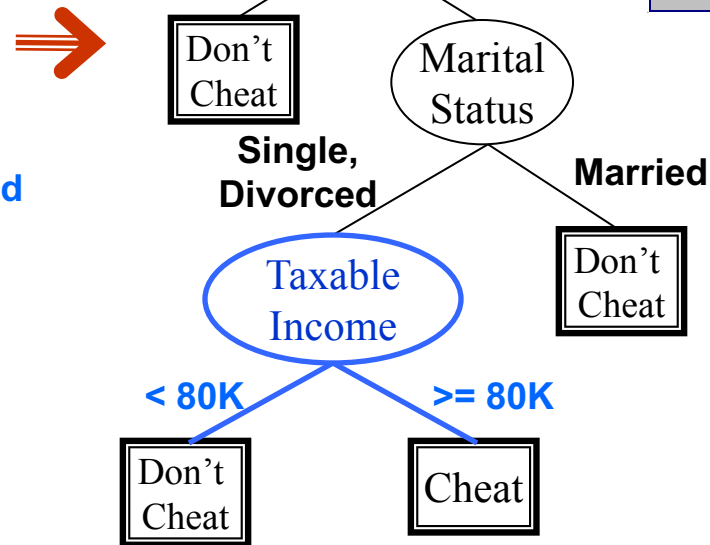 Don't
Cheat
Marital
Status
Single,
Divorced
Married
d
Taxable
Income
Don't
Cheat
< 80K
>= 80K
Don't
Cheat
Cheat